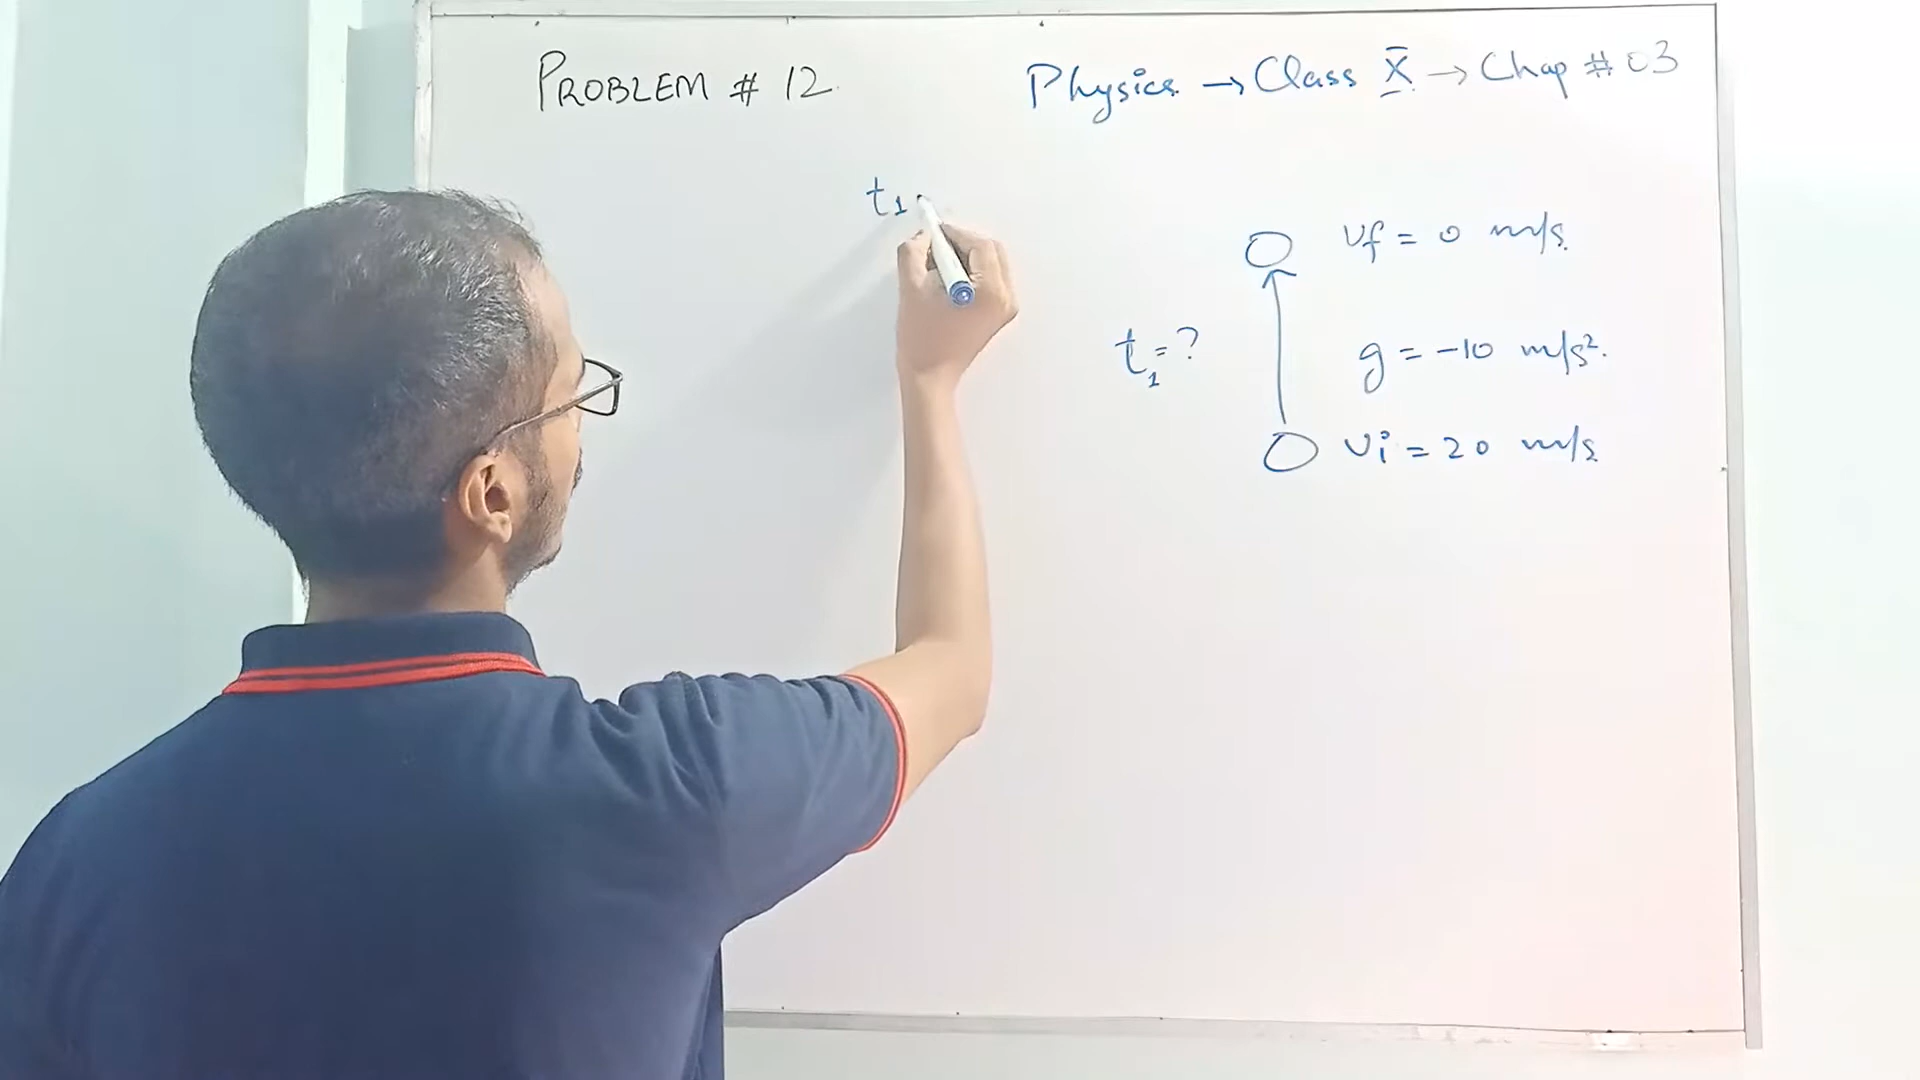 PROBLEM # 12
Physics → Class X → Chap # 03
t₁
vf = 0 m/s.
t₁ = ?
g = -10 m/s².
vi = 20 m/s